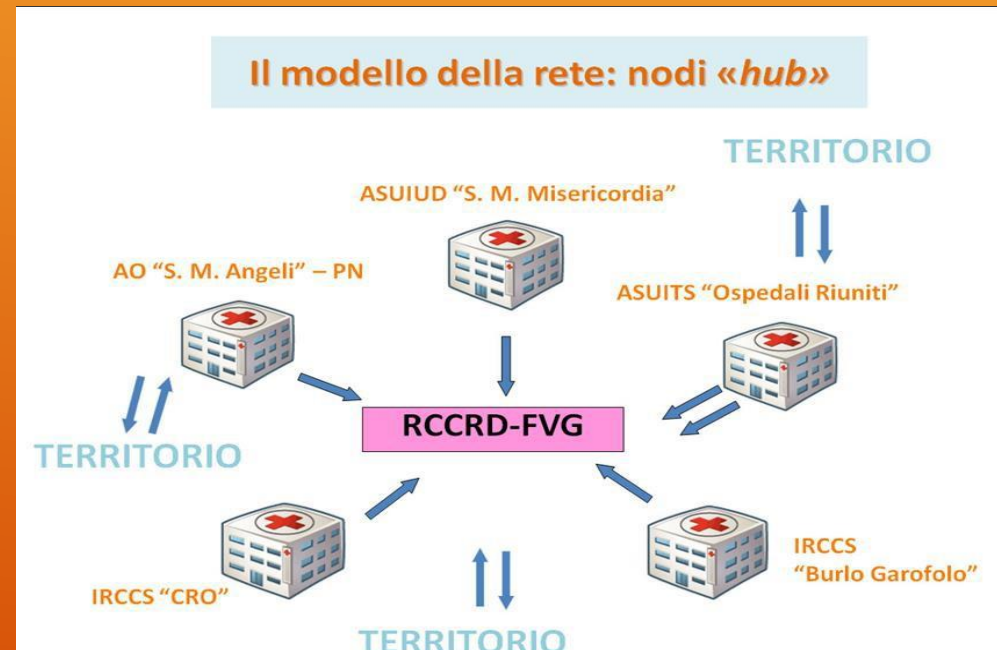 Il modello della rete: nodi «hub»
TERRITORIO
ASUIUD "S. M. Misericordia"
AO "S. M. Angeli" – PN
ASUITS "Ospedali Riuniti"
RCCRD-FVG
TERRITORIO
IRCCS
"Burlo Garofolo"
IRCCS "CRO"
TERRITORIO